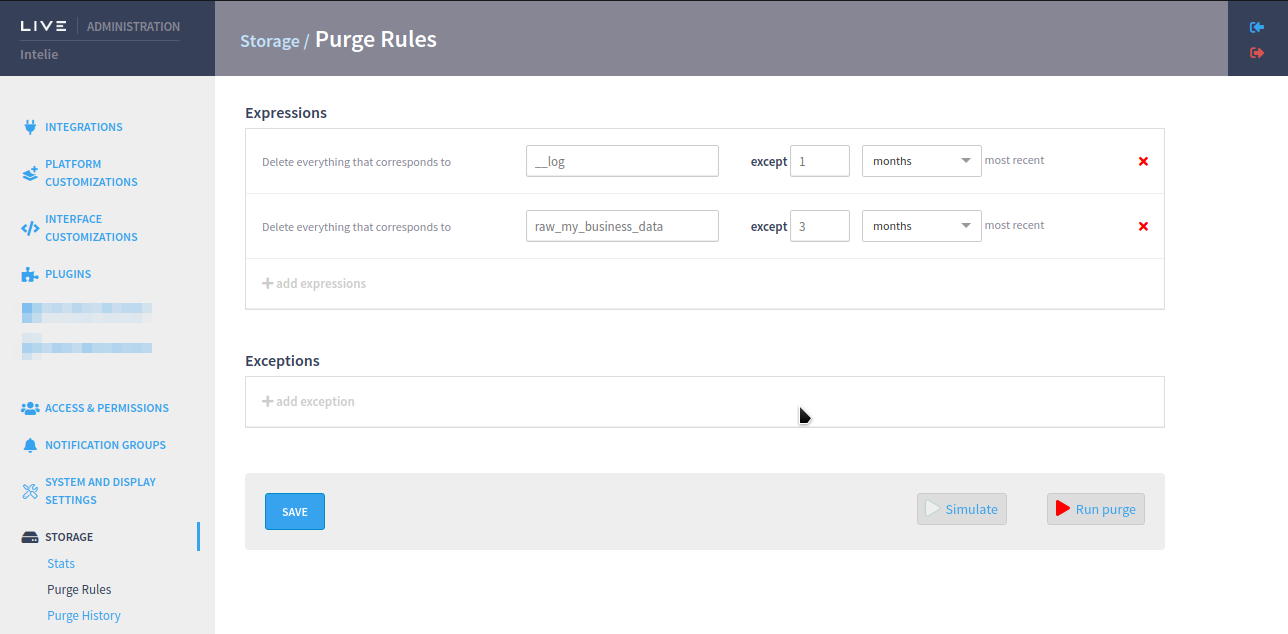 LIVE ADMINISTRATION
Intelie
Storage / Purge Rules
INTEGRATIONS
PLATFORM
CUSTOMIZATIONS
INTERFACE
CUSTOMIZATIONS
PLUGINS
ACCESS & PERMISSIONS
NOTIFICATION GROUPS
SYSTEM AND DISPLAY
SETTINGS
STORAGE
Stats
Purge Rules
Purge History
Expressions
Delete everything that corresponds to __log except 1 months most recent
Delete everything that corresponds to raw_my_business_data except 3 months most recent
add expressions
Exceptions
add exception
SAVE Simulate Run purge